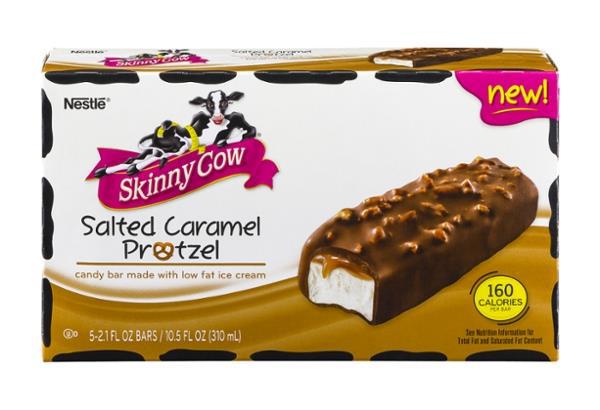 Salted Caramel
Nestlé®
new!
Skinny Cow
Salted Caramel
Pretzel
candy bar made with low fat ice cream
160
CALORIES
PER BAR
See Nutrition Information for
Total Fat and Saturated Fat Content
5-2.1 FL OZ BARS / 10.5 FL OZ (310 mL)